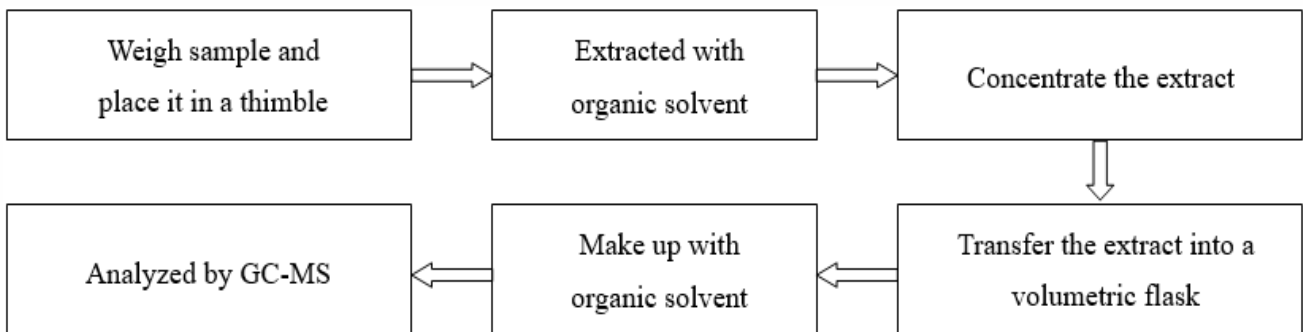 Weigh sample and
place it in a thimble
Extracted with
organic solvent
Concentrate the extract
Transfer the extract into a
volumetric flask
Make up with
organic solvent
Analyzed by GC-MS